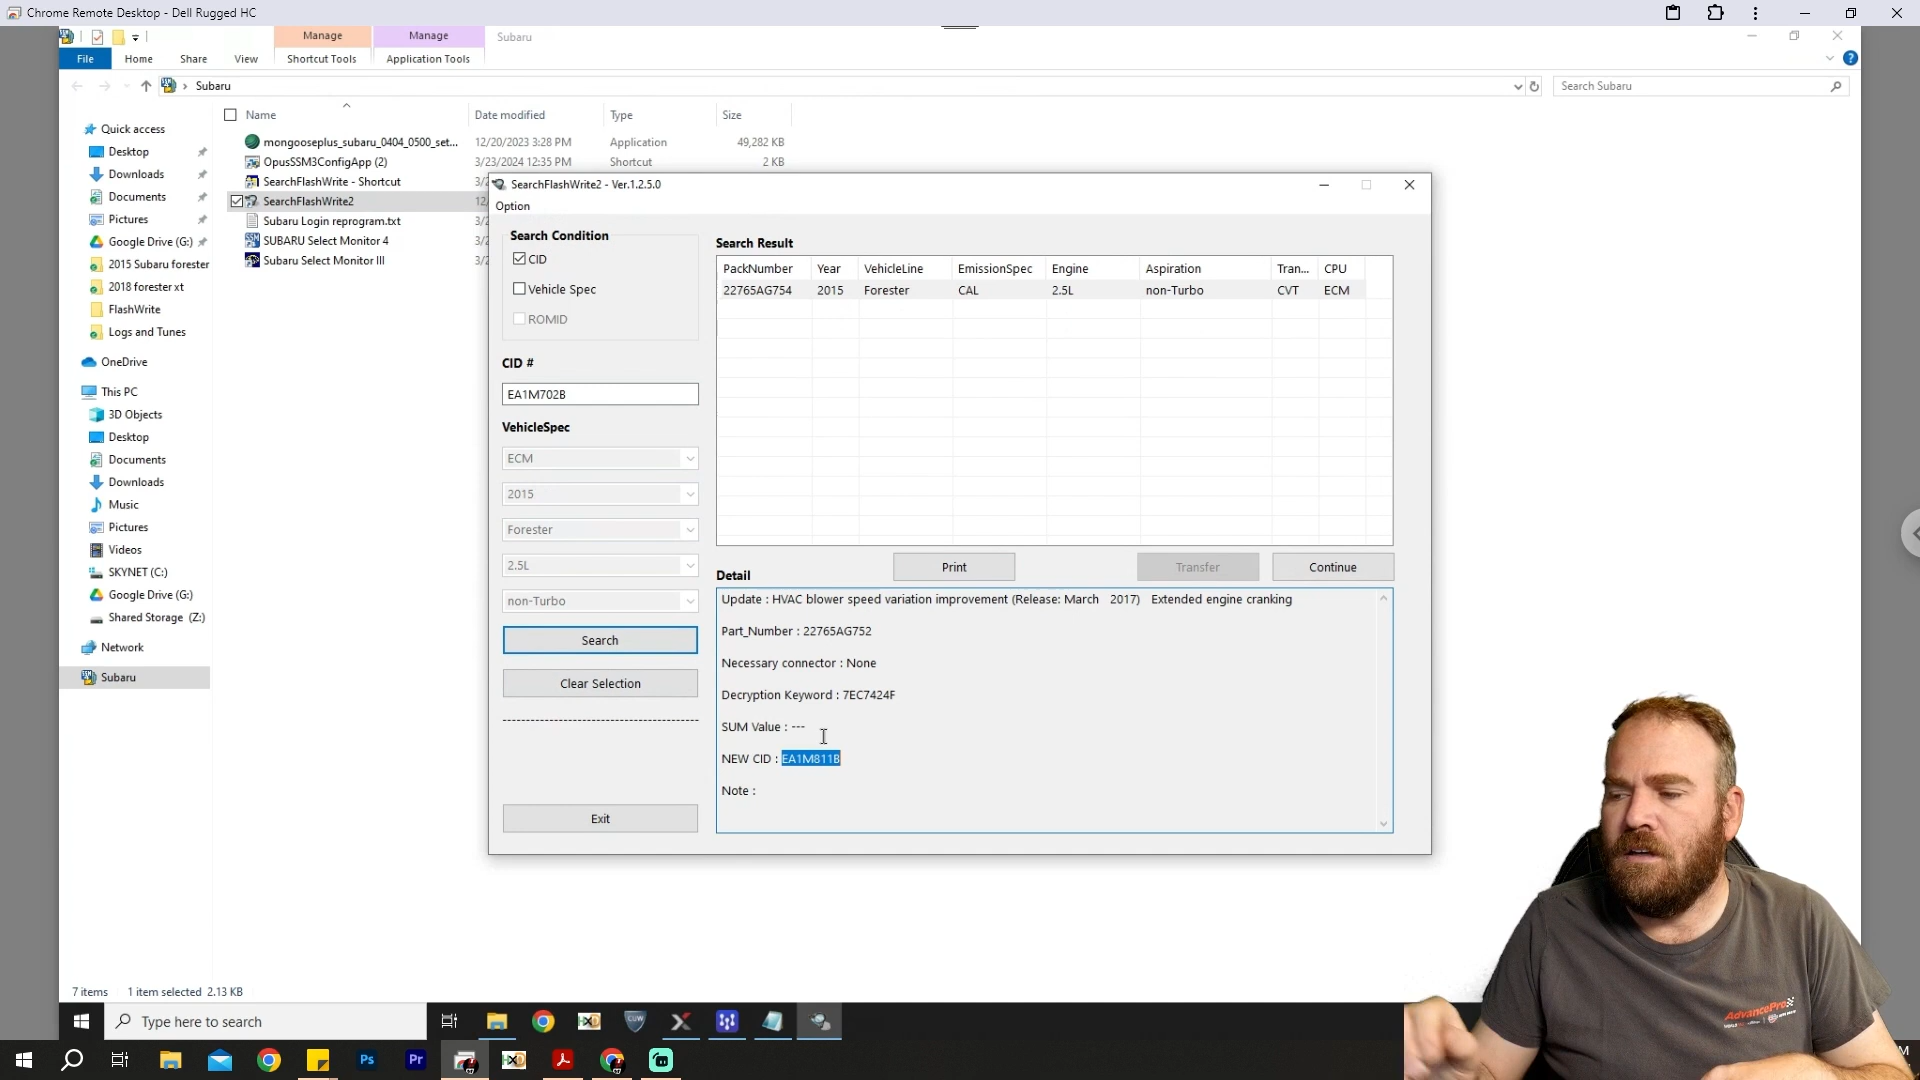 Chrome Remote Desktop - Dell Rugged HC
Manage
Manage
Subaru
File
Home
Share
View
Shortcut Tools
Application Tools
Subaru
Search Subaru
Name
Date modified
Type
Size
Quick access
Desktop
Downloads
Documents
Pictures
Google Drive (G:)
2015 Subaru forester
2018 forester xt
FlashWrite
Logs and Tunes
OneDrive
This PC
3D Objects
Desktop
Documents
Downloads
Music
Pictures
Videos
SKYNET (C:)
Google Drive (G:)
Shared Storage (Z:)
Network
Subaru
mongooseplus_subaru_0404_0500_set... 12/20/2023 3:28 PM Application 49,282 KB
OpusSSM3ConfigApp (2) 3/23/2024 12:35 PM Shortcut 2 KB
SearchFlashWrite - Shortcut
SearchFlashWrite2
Subaru Login reprogram.txt
SUBARU Select Monitor 4
Subaru Select Monitor III
SearchFlashWrite2 - Ver.1.2.5.0
Option
Search Condition
CID
Vehicle Spec
ROMID
CID #
EA1M702B
VehicleSpec
ECM
2015
Forester
2.5L
non-Turbo
Search
Clear Selection
Exit
Search Result
PackNumber Year VehicleLine EmissionSpec Engine Aspiration Tran... CPU
22765AG754 2015 Forester CAL 2.5L non-Turbo CVT ECM
Print
Transfer
Continue
Detail
Update : HVAC blower speed variation improvement (Release: March 2017) Extended engine cranking
Part_Number : 22765AG752
Necessary connector : None
Decryption Keyword : 7EC7424F
SUM Value : ---
NEW CID : EA1M811B
Note :
7 items 1 item selected 2.13 KB
Type here to search
CUW
Ps
Pr
AdvancePro